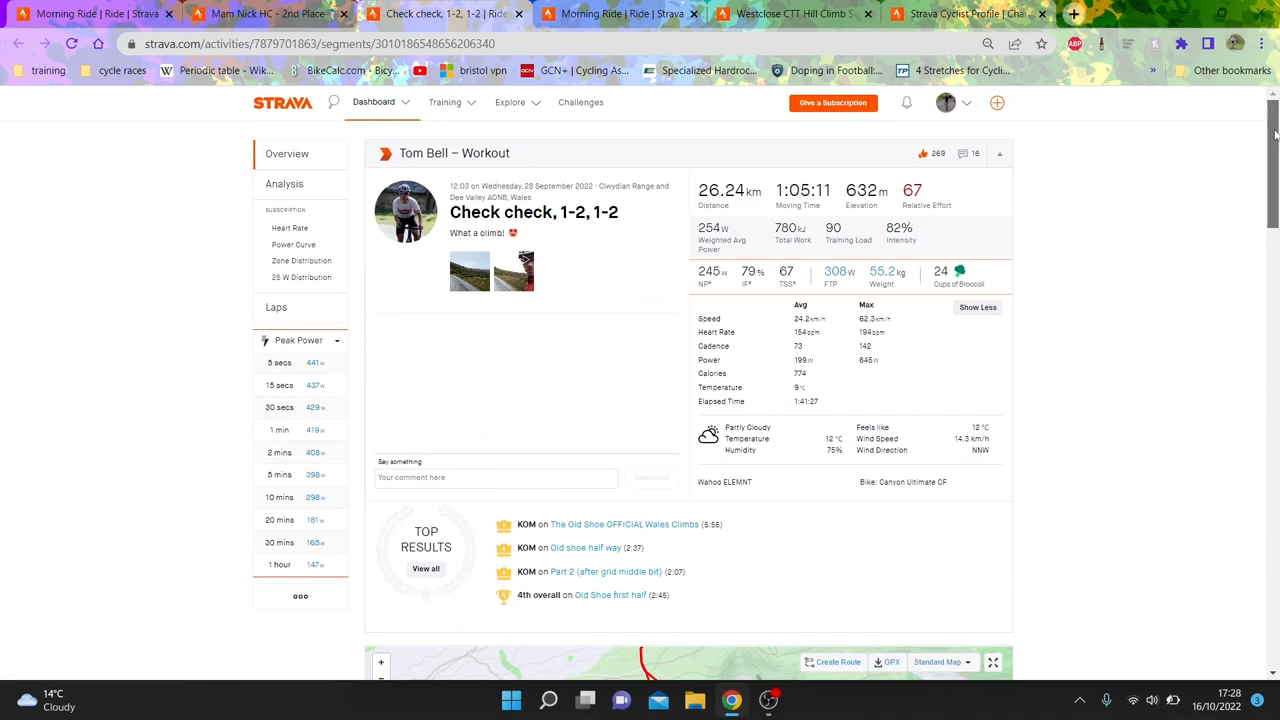 Morning Ride | Ride | Strava
Mam Nick HC - 2nd Place
Check check, 1-2, 1-2 | Ride
Morning Ride | Ride | Strava
Westclose CTT Hill Climb S
Strava Cyclist Profile | Cha
strava.com/activities/7879701863/segments/3010186548656206340
training
cycle races
Periodic table - Wik...
BikeCalc.com - Bicy...
bristol vpn
GCN+ | Cycling As...
Specialized Hardroc...
Doping in Football:...
4 Stretches for Cycli...
»
Other bookmarks
STRAVA
Dashboard
Training
Explore
Challenges
Give a Subscription
Overview
Analysis
SUBSCRIPTION
Heart Rate
Power Curve
Zone Distribution
25 W Distribution
Laps
Peak Power
5 secs 441W
15 secs 437W
30 secs 429W
1 min 419W
2 mins 408W
5 mins 398W
10 mins 298W
20 mins 181W
30 mins 165W
1 hour 147W
Tom Bell – Workout
269
16
12:03 on Wednesday, 28 September 2022 · Clwydian Range and
Dee Valley AONB, Wales
Check check, 1-2, 1-2
What a climb! 🤩
26.24km 1:05:11 632m 67
Distance Moving Time Elevation Relative Effort
254W 780kJ 90 82%
Weighted Avg Total Work Training Load Intensity
Power
245W 79% 67 308W 55.2kg 24
NP® IF® TSS® FTP Weight Cups of Broccoli
Avg Max
Show Less
Speed 24.2km/h 62.3km/h
Heart Rate 154bpm 194bpm
Cadence 73 142
Power 199W 645W
Calories 774
Temperature 9°C
Elapsed Time 1:41:27
Partly Cloudy Feels like 12 °C
Temperature 12 °C Wind Speed 14.3 km/h
Humidity 75% Wind Direction NNW
Wahoo ELEMNT Bike: Canyon Ultimate CF
Say something
Your comment here
Comment
TOP
RESULTS
View all
KOM on The Old Shoe OFFICIAL Wales Climbs (5:55)
KOM on Old shoe half way (2:37)
KOM on Part 2 (after grid middle bit) (2:07)
4th overall on Old Shoe first half (2:45)
+
Create Route
GPX
Standard Map
14°C
Cloudy
17:28
16/10/2022
3